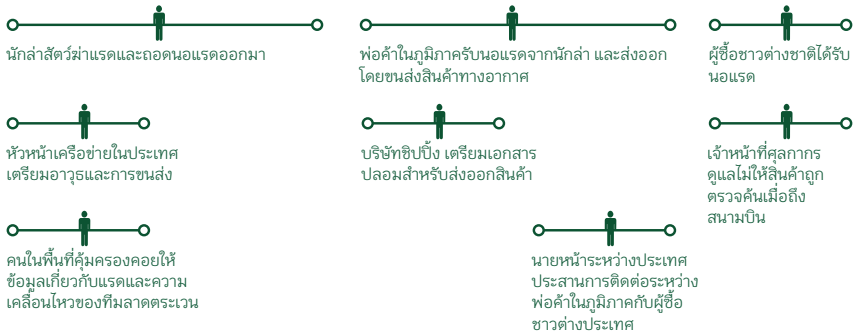 นักล่าสัตว์ฆ่าแรดและถอดนอแรดออกมา
พ่อค้าในภูมิภาครับนอแรดจากนักล่า และส่งออก
โดยขนส่งสินค้าทางอากาศ
ผู้ซื้อชาวต่างชาติได้รับ
นอแรด
หัวหน้าเครือข่ายในประเทศ
เตรียมอาวุธและการขนส่ง
บริษัทชิปปิ้ง เตรียมเอกสาร
ปลอมสำหรับส่งออกสินค้า
เจ้าหน้าที่ศุลกากร
ดูแลไม่ให้สินค้าถูก
ตรวจค้นเมื่อถึง
สนามบิน
คนในพื้นที่คุ้มครองคอยให้
ข้อมูลเกี่ยวกับแรดและความ
เคลื่อนไหวของทีมลาดตระเวน
นายหน้าระหว่างประเทศ
ประสานการติดต่อระหว่าง
พ่อค้าในภูมิภาคกับผู้ซื้อ
ชาวต่างประเทศ